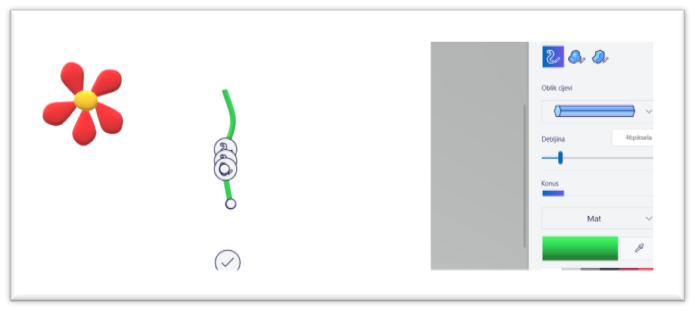 Oblik cijevi
Debljina
46piksela
Konus
Mat